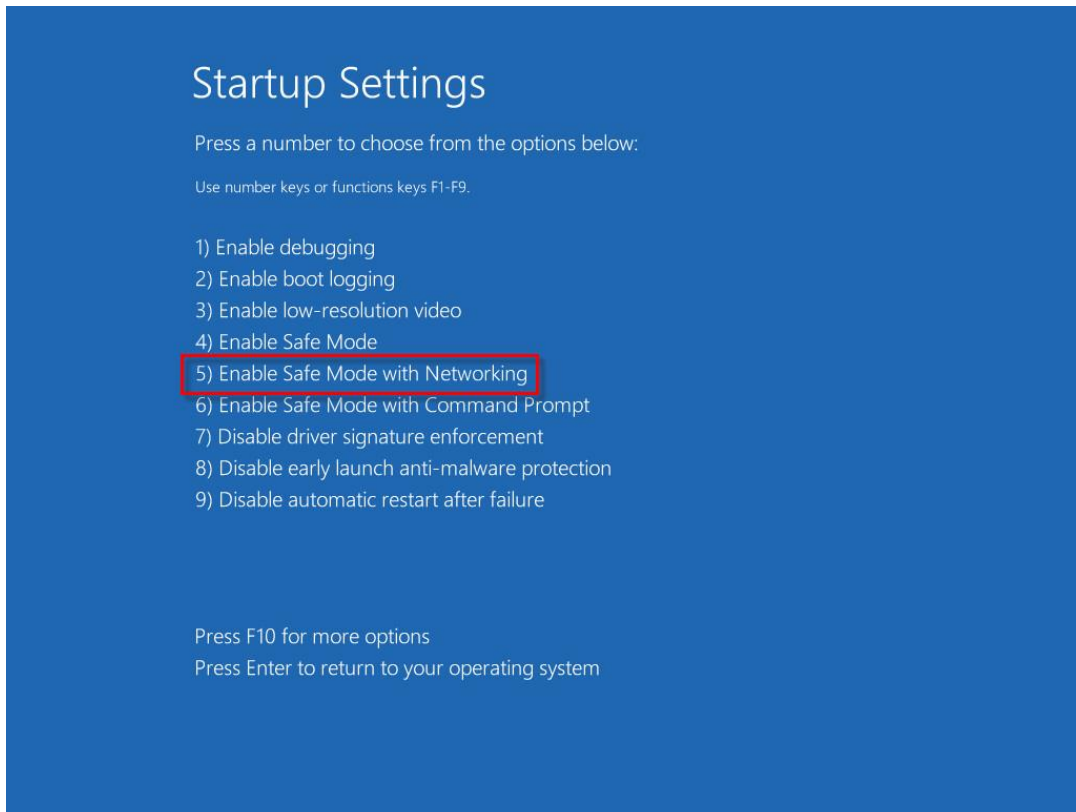 Startup Settings
Press a number to choose from the options below:
Use number keys or functions keys F1-F9.
1) Enable debugging
2) Enable boot logging
3) Enable low-resolution video
4) Enable Safe Mode
5) Enable Safe Mode with Networking
6) Enable Safe Mode with Command Prompt
7) Disable driver signature enforcement
8) Disable early launch anti-malware protection
9) Disable automatic restart after failure
Press F10 for more options
Press Enter to return to your operating system